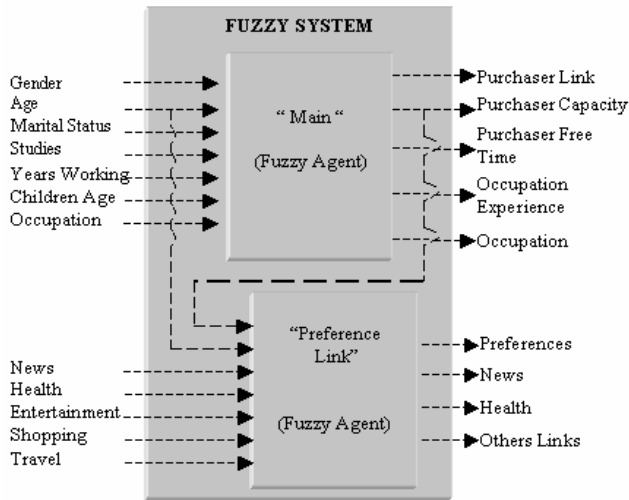 FUZZY SYSTEM
Gender
Age
Marital Status
Studies
Years Working
Children Age
Occupation
“ Main “
(Fuzzy Agent)
Purchaser Link
Purchaser Capacity
Purchaser Free
Time
Occupation
Experience
Occupation
News
Health
Entertainment
Shopping
Travel
“Preference
Link”
(Fuzzy Agent)
Preferences
News
Health
Others Links